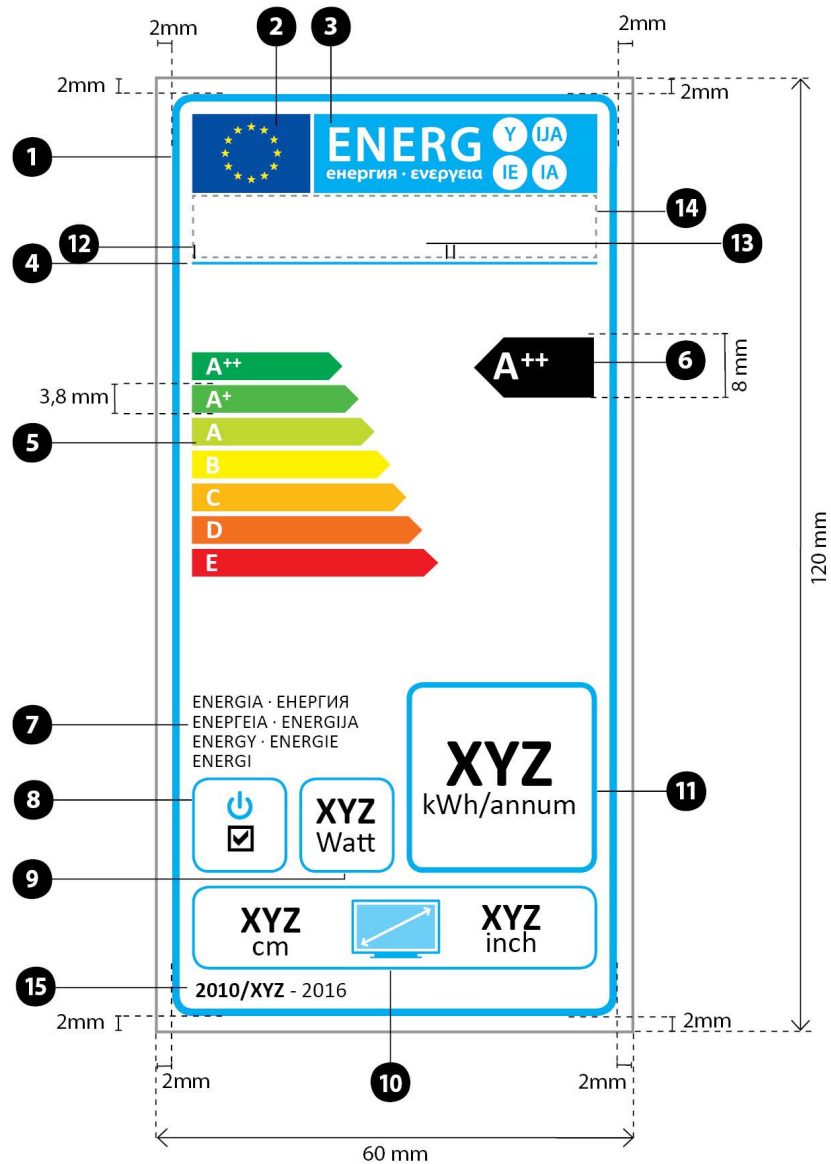 2mm
2
3
2mm
2mm
2mm
1
ENERG
Y
IJA
IE
IA
енергия · ενεργεια
12
I
II
14
13
4
A++
A++
6
8 mm
3,8 mm
A+
5
A
B
C
D
E
120 mm
7
ENERGIA · ЕНЕРГИЯ
ΕΝΕΡΓΕΙΑ · ENERGIJA
ENERGY · ENERGIE
ENERGI
8
XYZ
Watt
XYZ
kWh/annum
11
9
XYZ
cm
XYZ
inch
15
2010/XYZ - 2016
2mm
2mm
2mm
10
2mm
60 mm